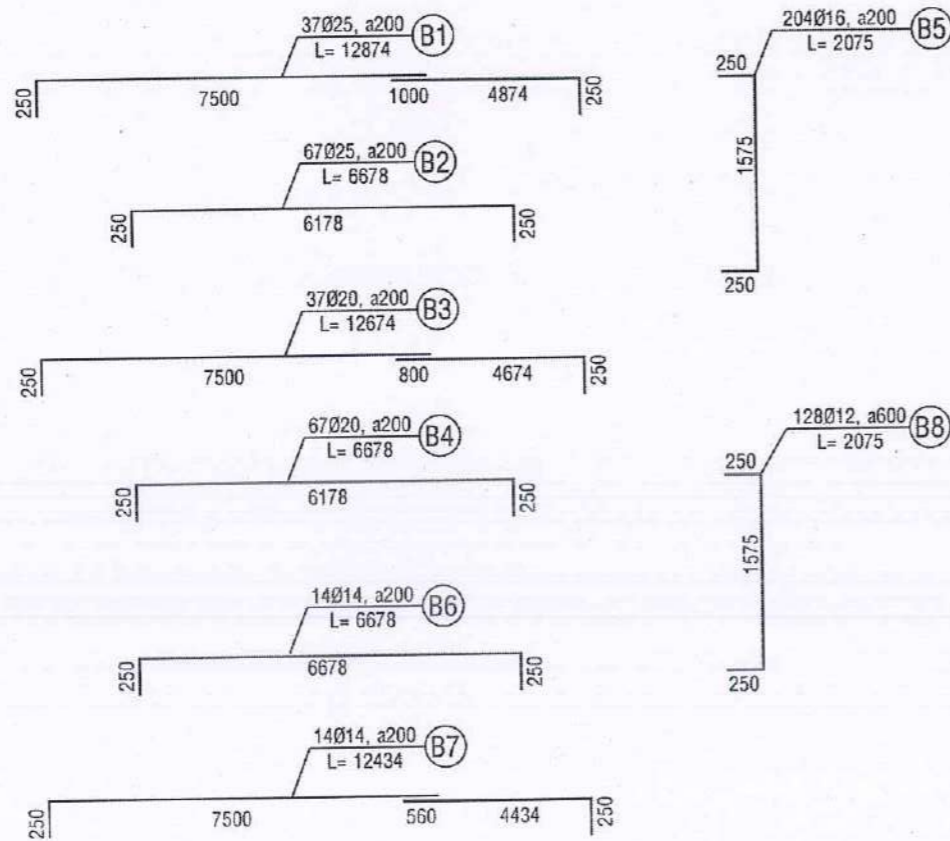 37Ø25, a200 B1
L= 12874
250 7500 1000 4874 250
67Ø25, a200 B2
L= 6678
250 6178 250
37Ø20, a200 B3
L= 12674
250 7500 800 4674 250
67Ø20, a200 B4
L= 6678
250 6178 250
14Ø14, a200 B6
L= 6678
250 6678 250
14Ø14, a200 B7
L= 12434
250 7500 560 4434 250
204Ø16, a200 B5
L= 2075
250
1575
250
128Ø12, a600 B8
L= 2075
250
1575
250